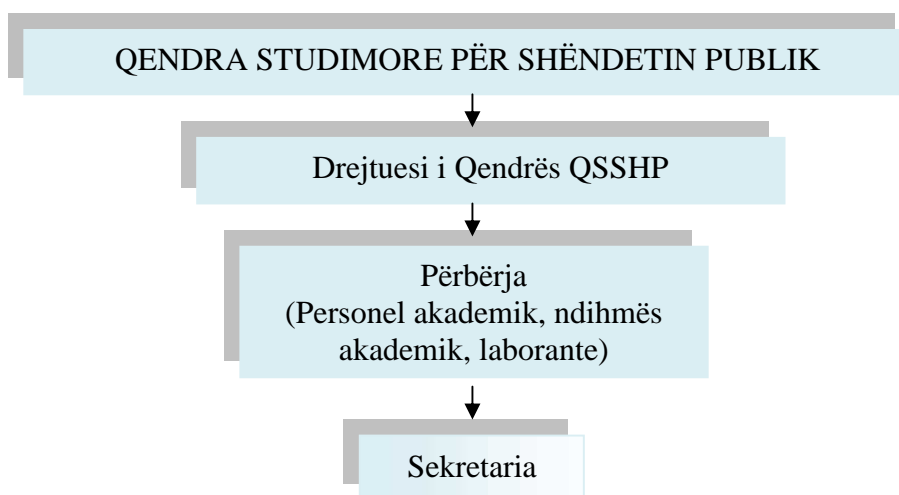 QENDRA STUDIMORE PËR SHËNDETIN PUBLIK
Drejtuesi i Qendrës QSSHP
Përbërja
(Personel akademik, ndihmës
akademik, laborante)
Sekretaria